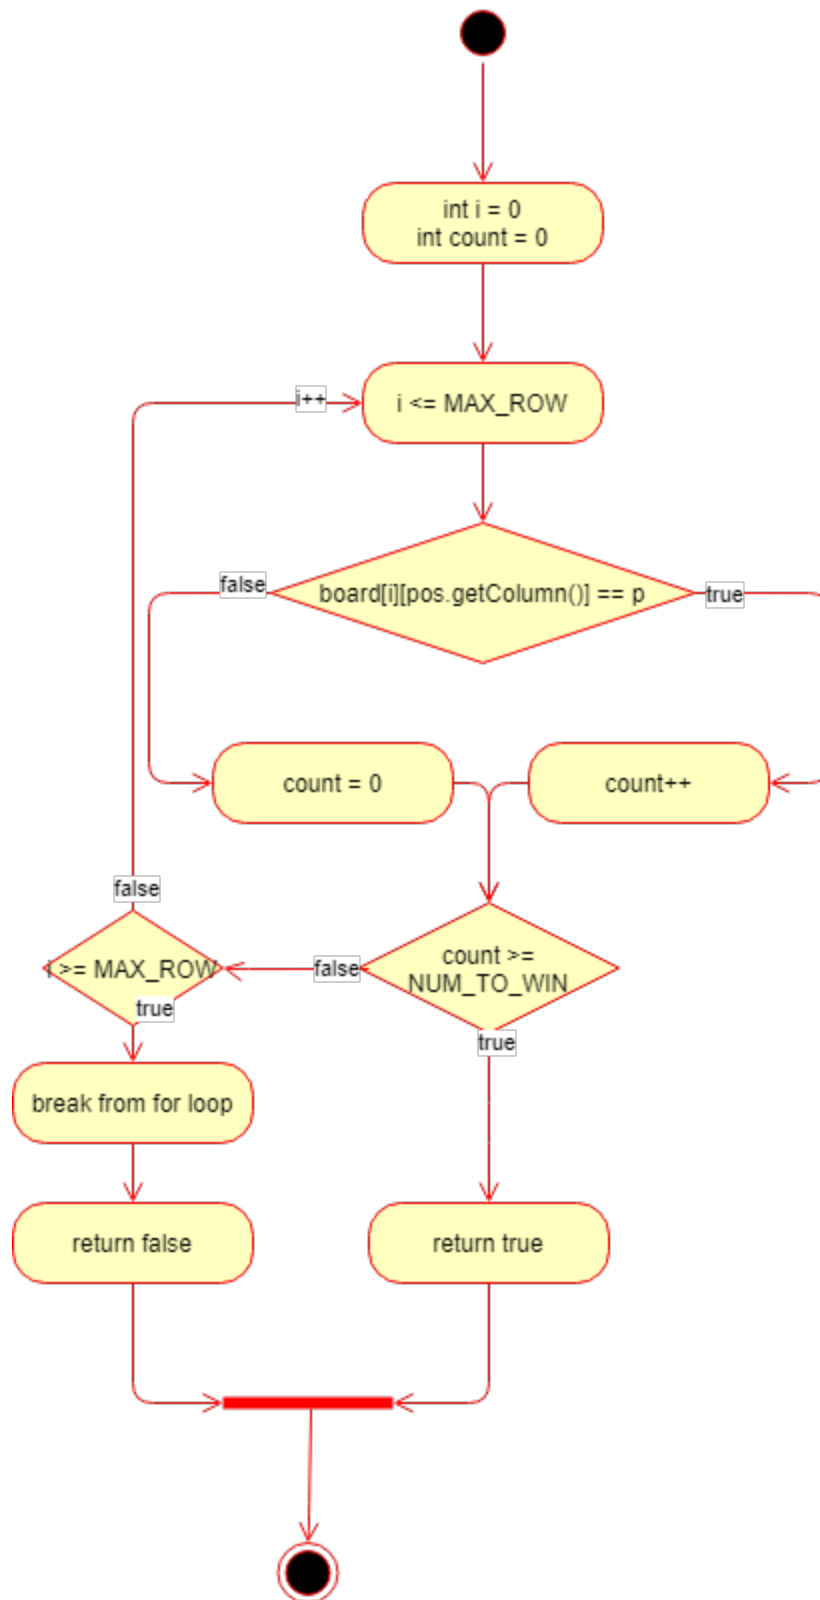 int i = 0
int count = 0
i++
i <= MAX_ROW
false
board[i][pos.getColumn()] == p
true
count = 0
count++
false
i >= MAX_ROW
true
false
count >=
NUM_TO_WIN
true
break from for loop
return false
return true